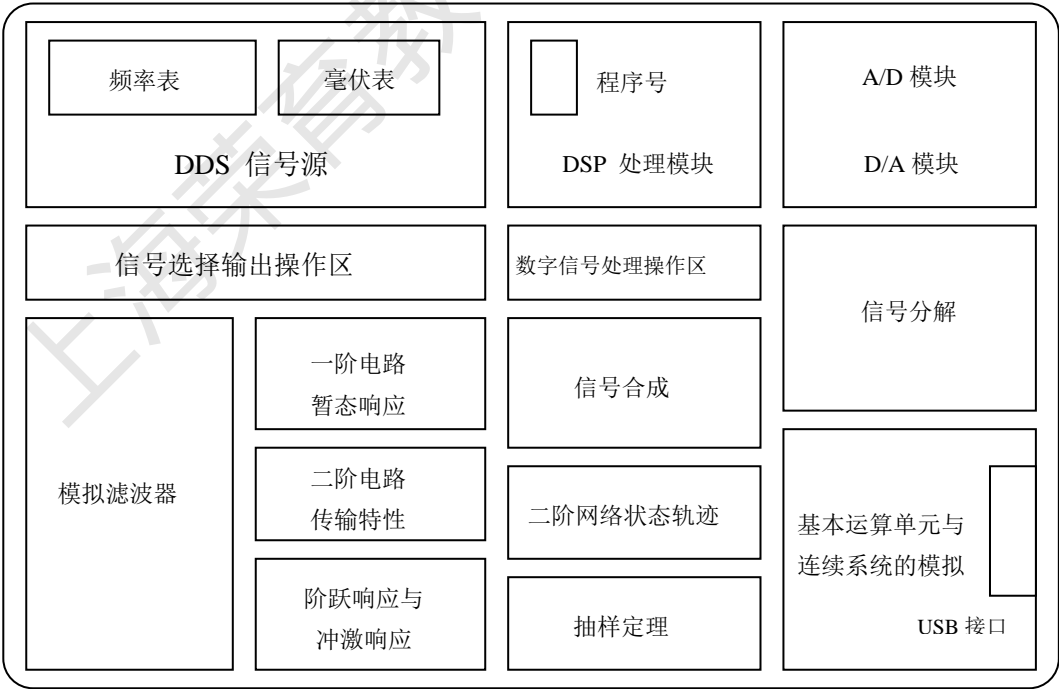 频率表
毫伏表
DDS 信号源
程序号
DSP 处理模块
A/D 模块
D/A 模块
信号选择输出操作区
数字信号处理操作区
信号分解
模拟滤波器
一阶电路
暂态响应
二阶电路
传输特性
阶跃响应与
冲激响应
信号合成
二阶网络状态轨迹
抽样定理
基本运算单元与
连续系统的模拟
USB 接口
上海荣育教